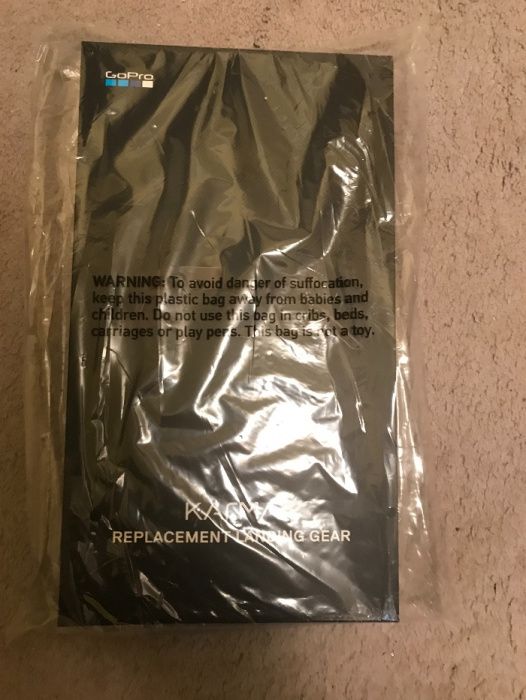 GoPro
WARNING: To avoid danger of suffocation,
keep this plastic bag away from babies and
children. Do not use this bag in cribs, beds,
carriages or play pens. This bag is not a toy.
KARMA
REPLACEMENT LANDING GEAR